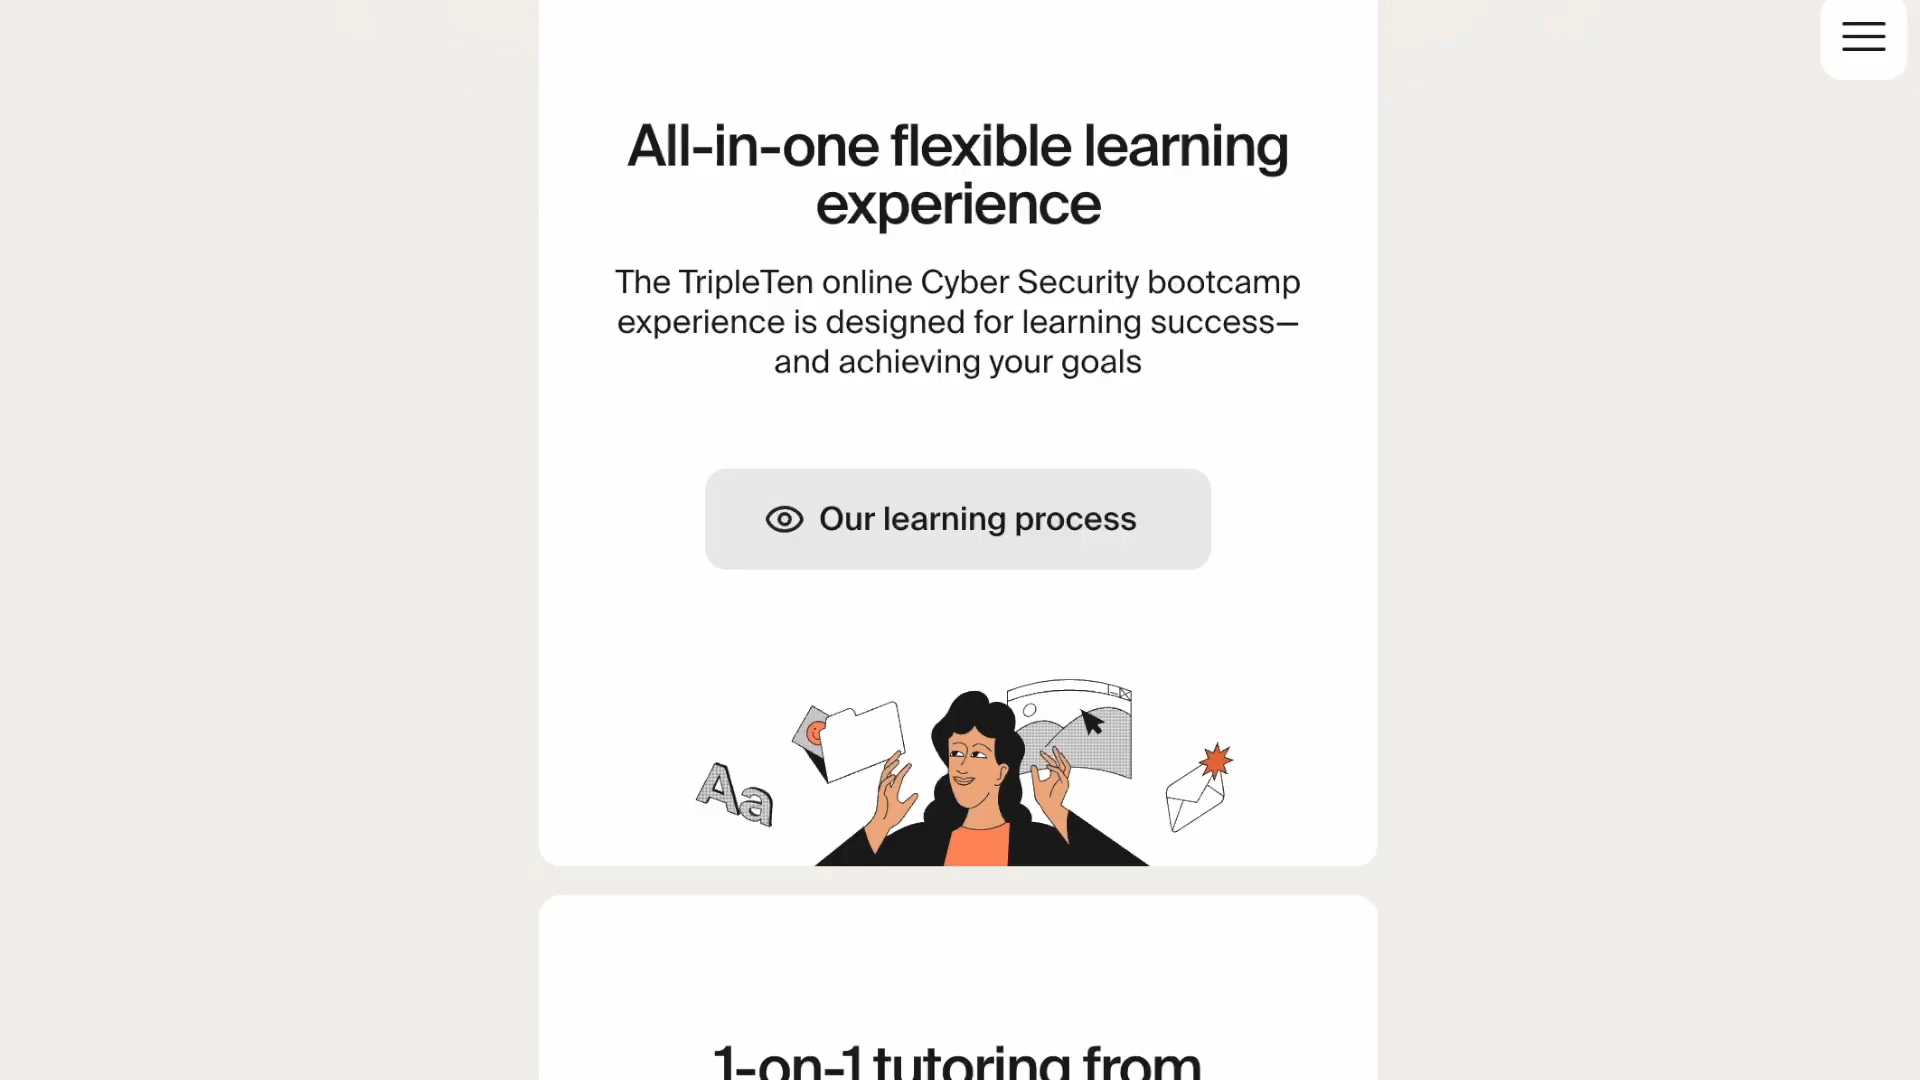 All-in-one flexible learning
experience
The TripleTen online Cyber Security bootcamp
experience is designed for learning success—
and achieving your goals
Our learning process
Aa
1-on-1 tutoring from